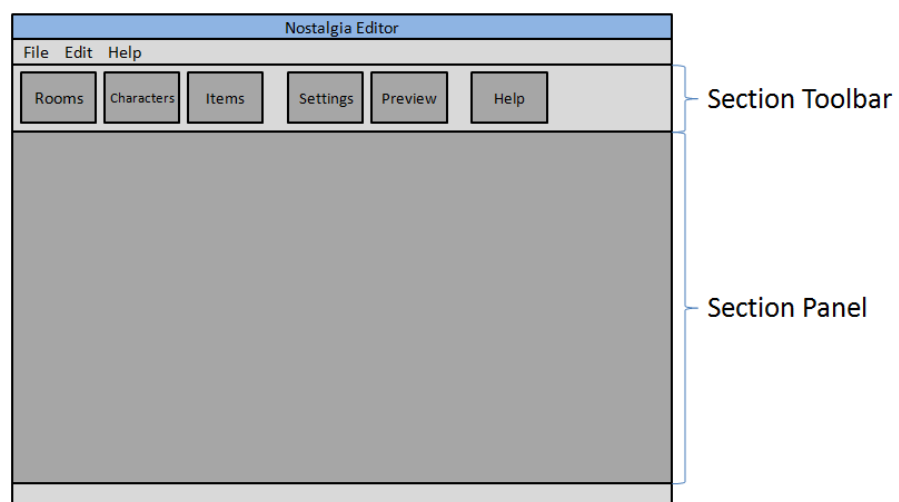 Nostalgia Editor
File Edit Help
Rooms Characters Items Settings Preview Help
Section Toolbar
Section Panel